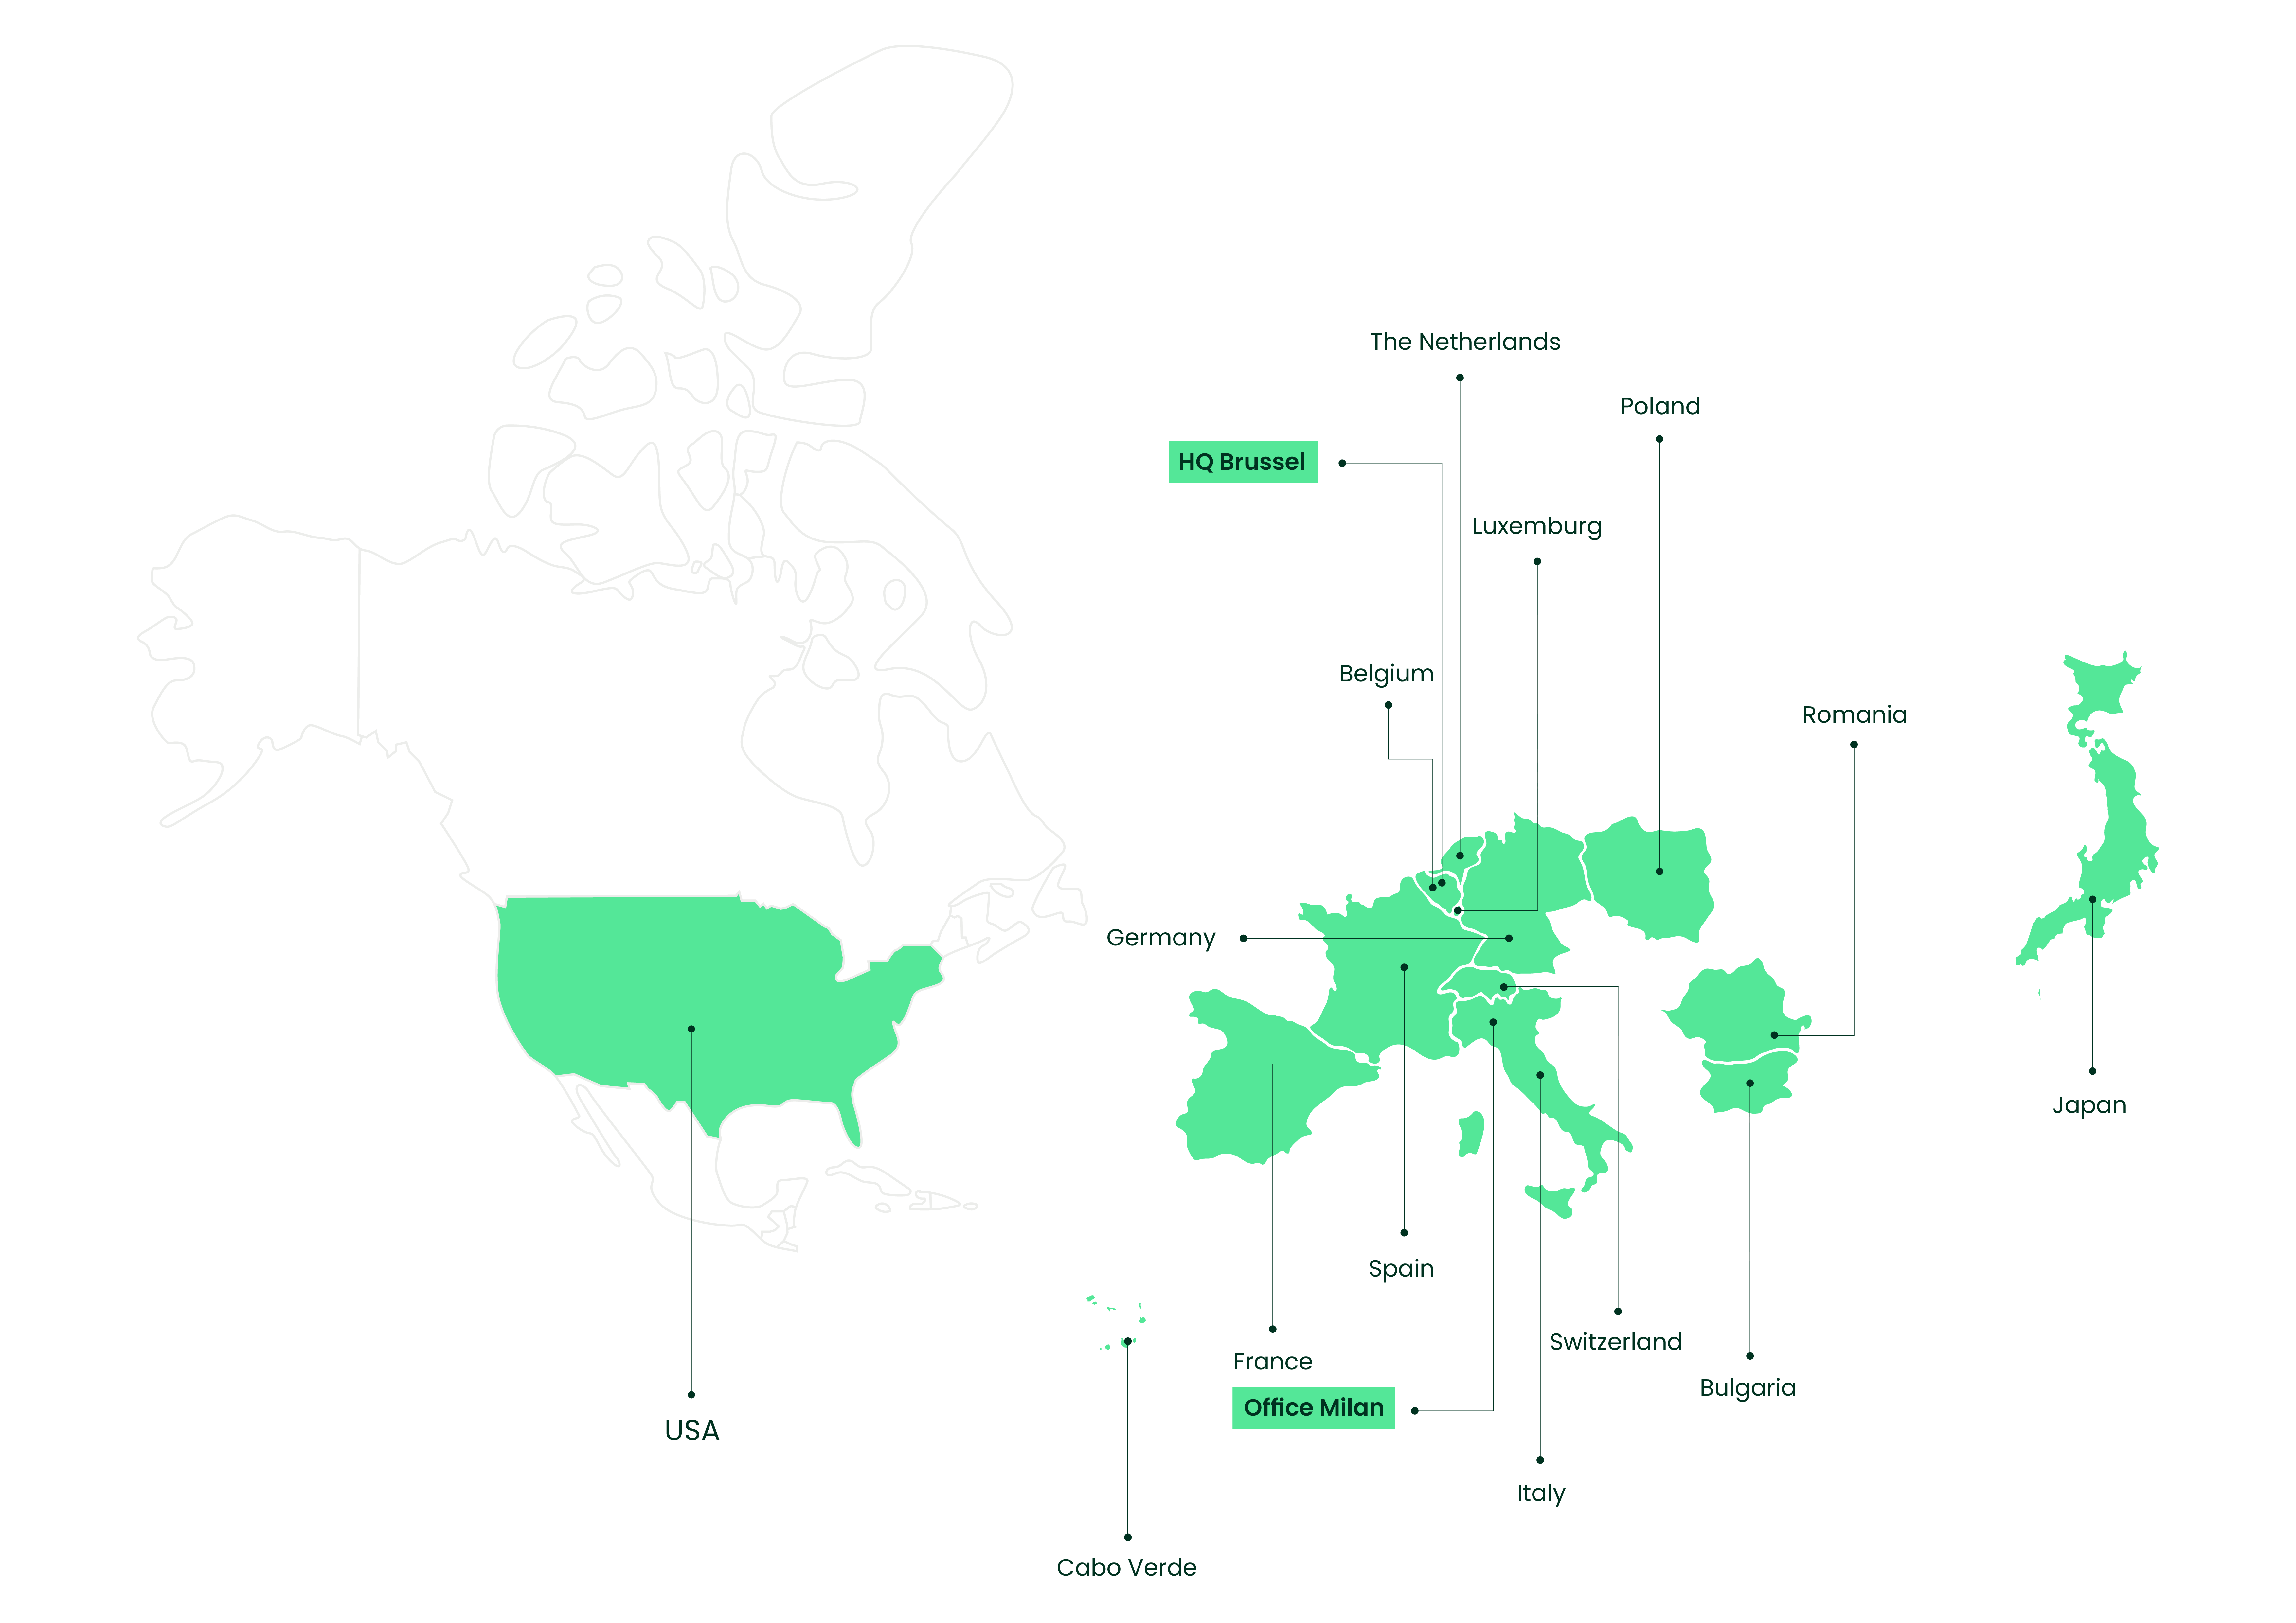 The Netherlands
Poland
HQ Brussel
Luxemburg
Belgium
Romania
Germany
Japan
Spain
Switzerland
France
Bulgaria
Office Milan
USA
Italy
Cabo Verde